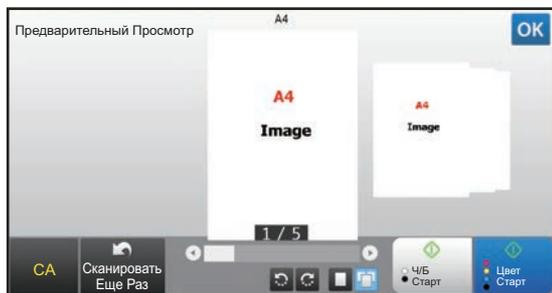 A4
Предварительный Просмотр
OK
A4
Image
A4
Image
1 / 5
CA
Сканировать
Еще Раз
Ч/Б
Старт
Цвет
Старт